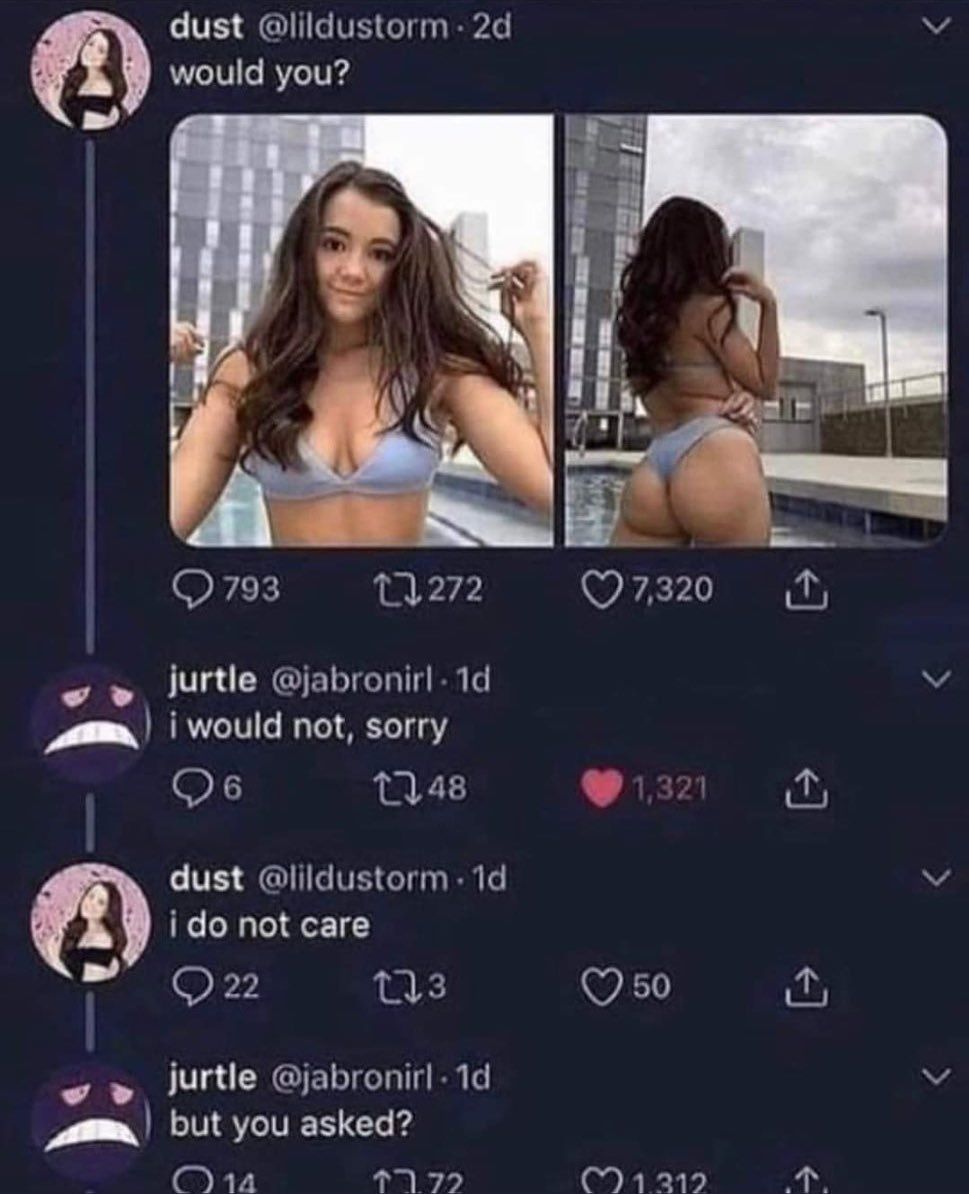 dust @lildustorm · 2d
would you?
793 272 7,320
jurtle @jabronirl · 1d
i would not, sorry
6 48 1,321
dust @lildustorm · 1d
i do not care
22 3 50
jurtle @jabronirl · 1d
but you asked?
14 72 1,312